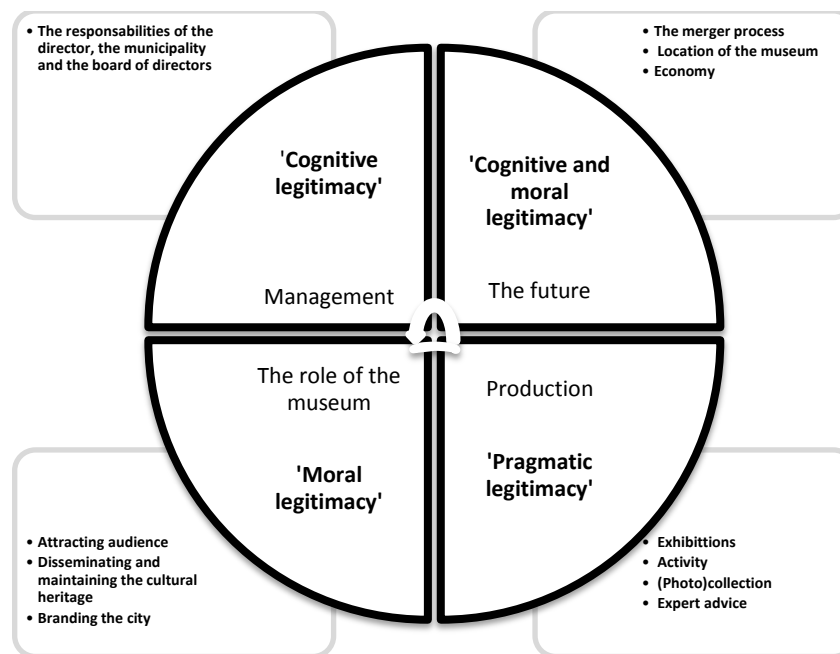 • The responsabilities of the
director, the municipality
and the board of directors
• The merger process
• Location of the museum
• Economy
'Cognitive
legitimacy'
Management
'Cognitive and
moral
legitimacy'
The future
The role of the
museum
'Moral
legitimacy'
Production
'Pragmatic
legitimacy'
• Attracting audience
• Disseminating and
maintaining the cultural
heritage
• Branding the city
• Exhibittions
• Activity
• (Photo)collection
• Expert advice